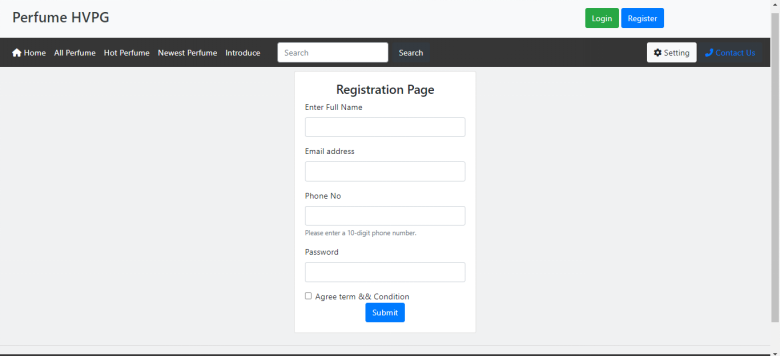 Perfume HVPG
Login Register
Home All Perfume Hot Perfume Newest Perfume Introduce Search Search Setting Contact Us
Registration Page
Enter Full Name
Email address
Phone No
Please enter a 10-digit phone number.
Password
Agree term && Condition
Submit